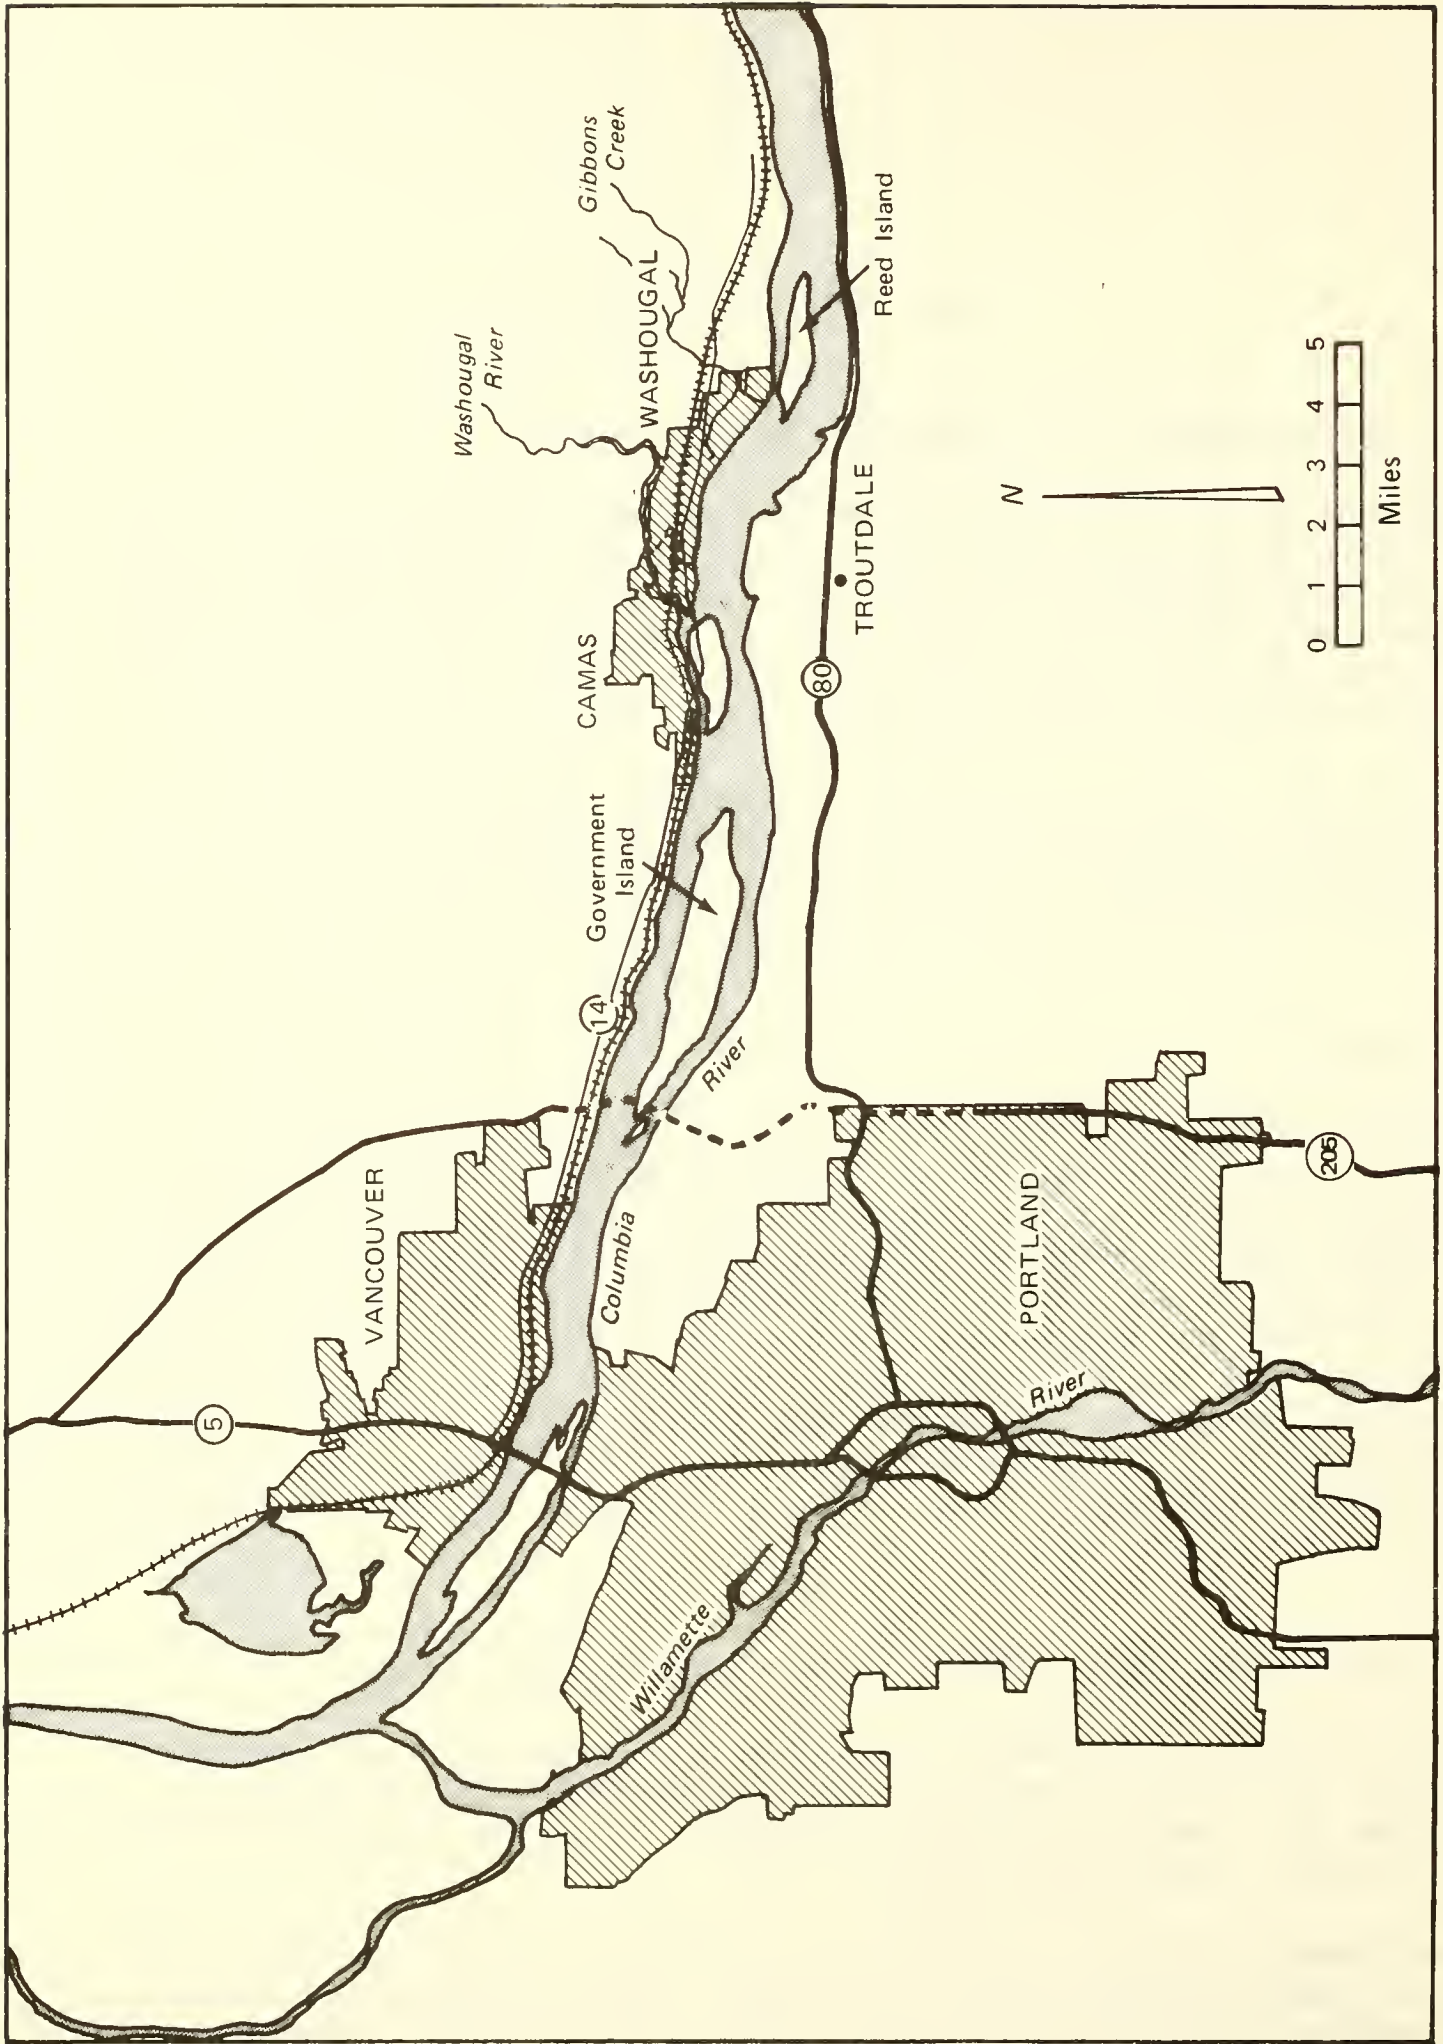 Washougal
River
Gibbons
Creek
WASHOUGAL
CAMAS
Government
Island
14
VANCOUVER
5
Reed Island
TROUTDALE
80
Columbia
River
PORTLAND
205
Willamette
River
N
0 1 2 3 4 5
Miles